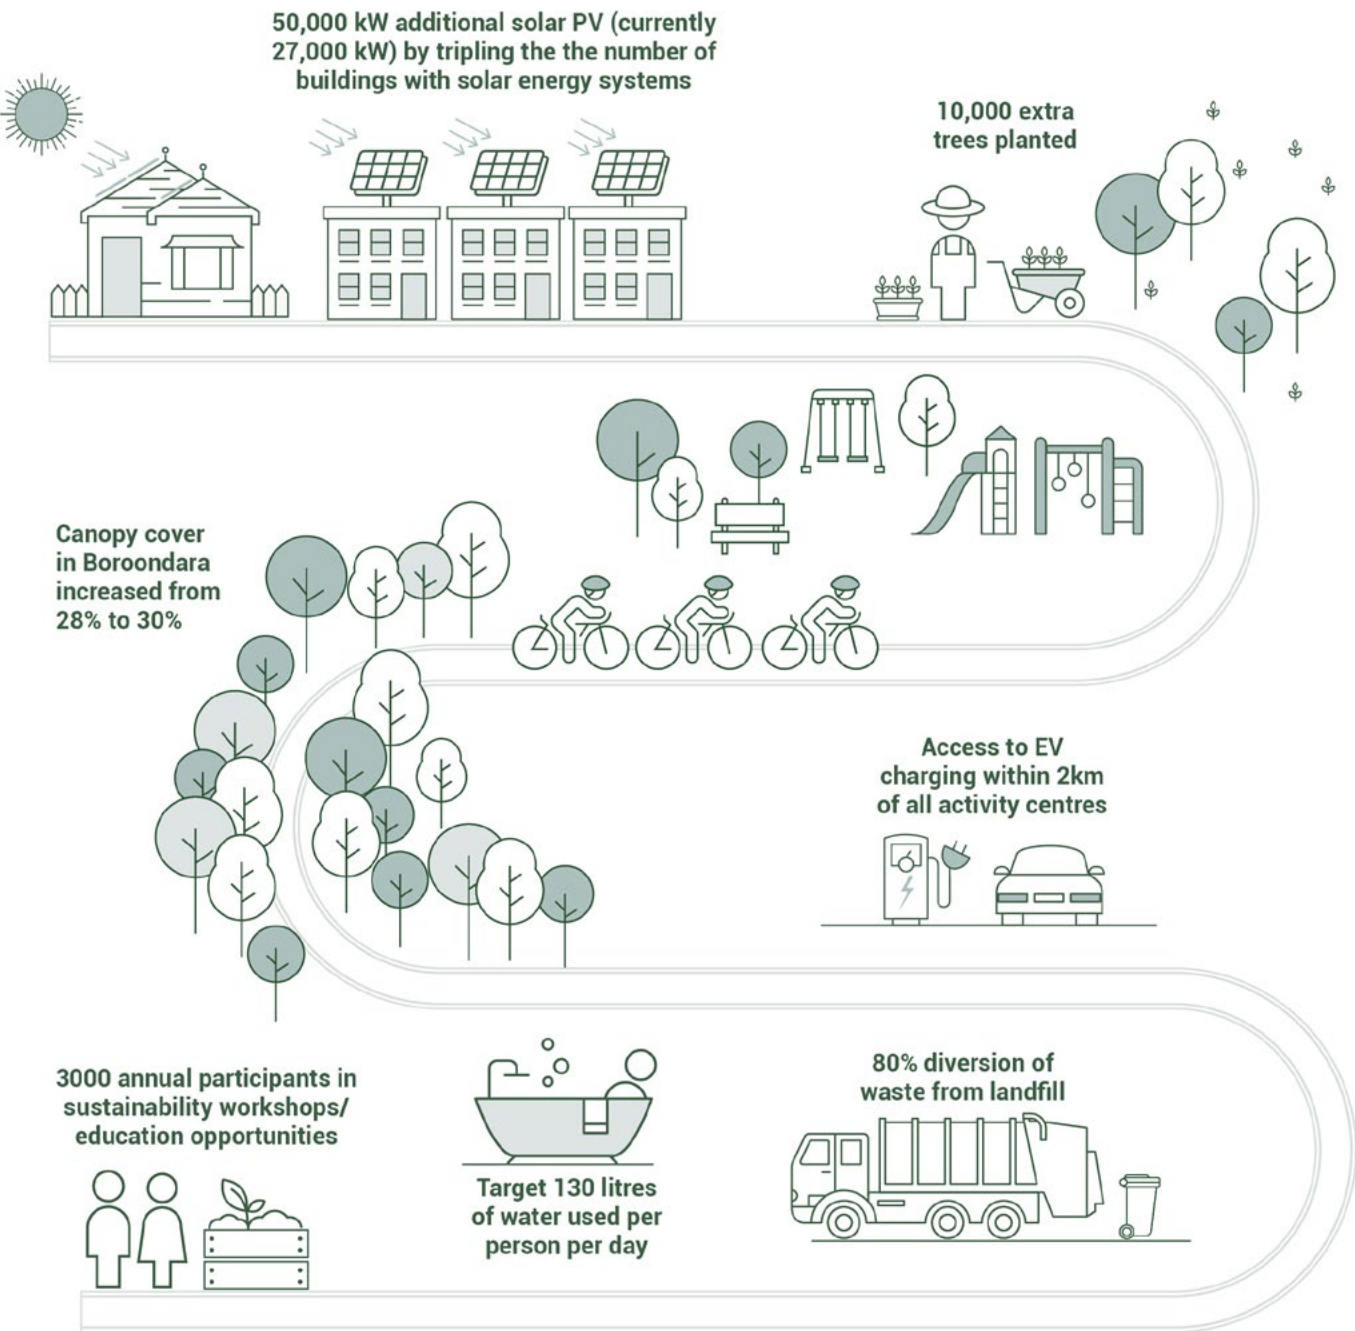 50,000 kW additional solar PV (currently
27,000 kW) by tripling the the number of
buildings with solar energy systems
10,000 extra
trees planted
Canopy cover
in Boroondara
increased from
28% to 30%
Access to EV
charging within 2km
of all activity centres
3000 annual participants in
sustainability workshops/
education opportunities
Target 130 litres
of water used per
person per day
80% diversion of
waste from landfill